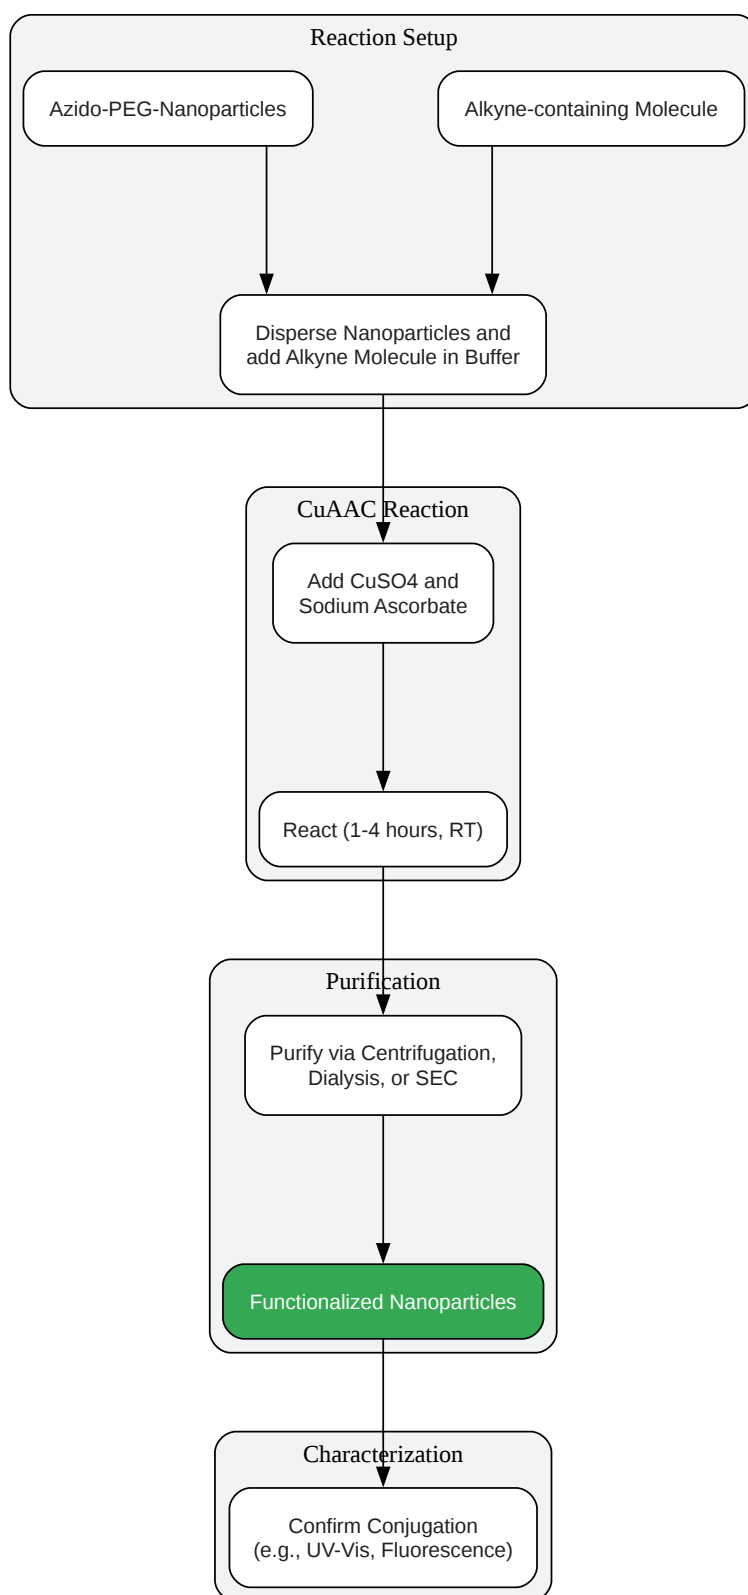 Reaction Setup
Azido-PEG-Nanoparticles
Alkyne-containing Molecule
Disperse Nanoparticles and
add Alkyne Molecule in Buffer
CuAAC Reaction
Add CuSO4 and
Sodium Ascorbate
React (1-4 hours, RT)
Purification
Purify via Centrifugation,
Dialysis, or SEC
Functionalized Nanoparticles
Characterization
Confirm Conjugation
(e.g., UV-Vis, Fluorescence)